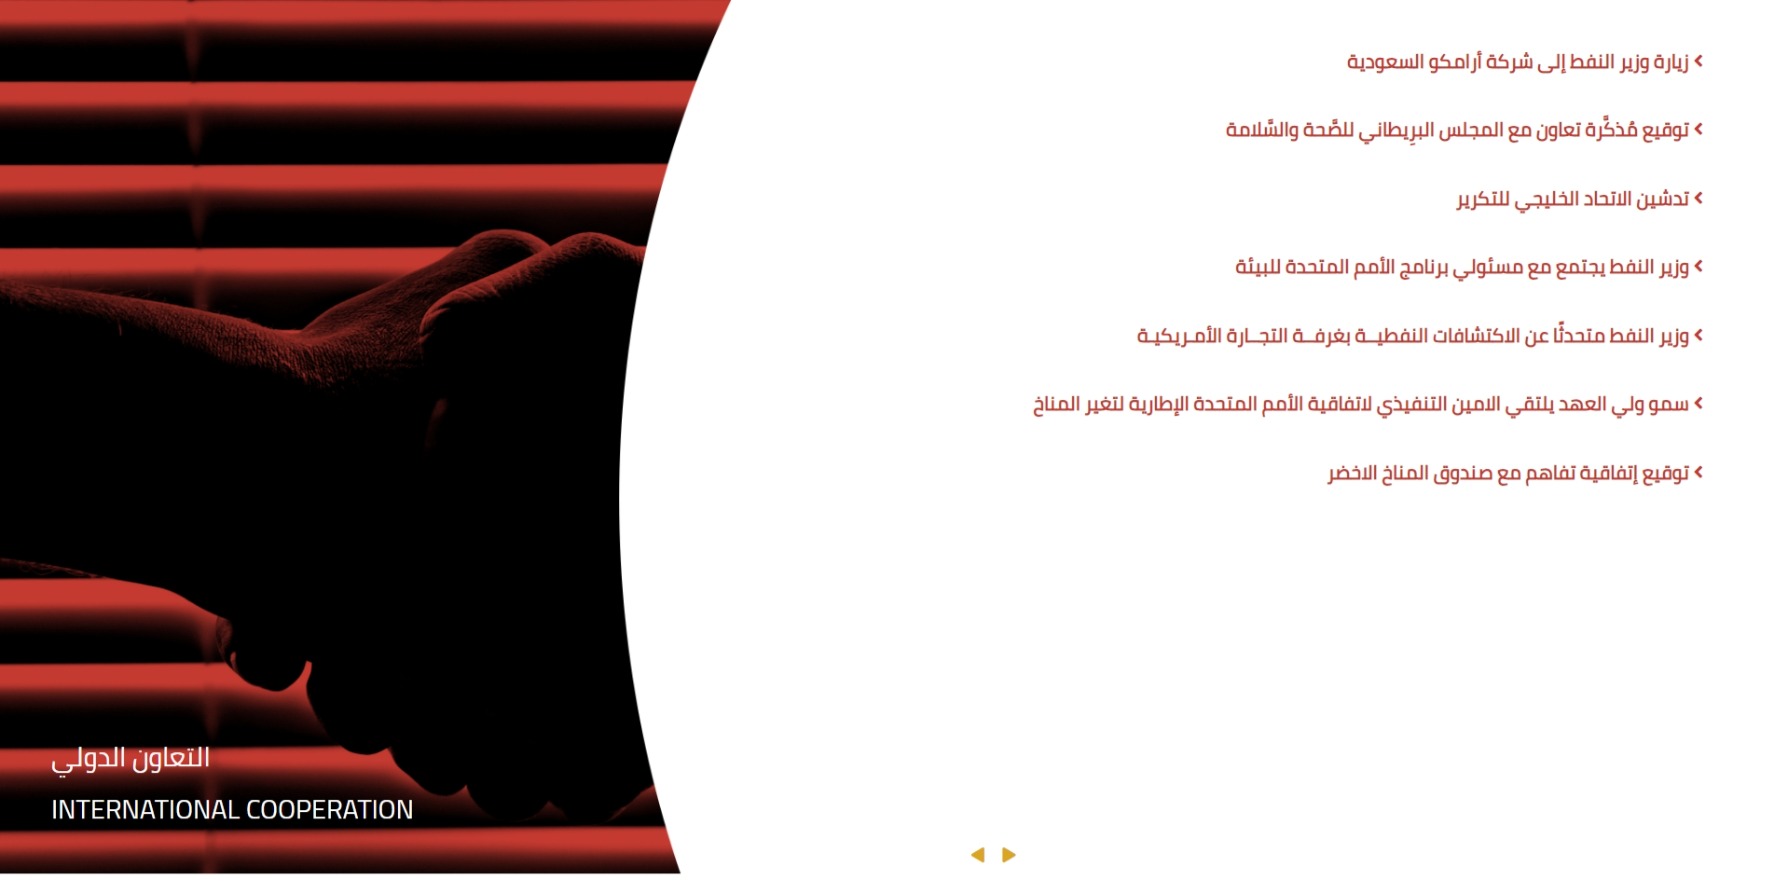 زيارة وزير النفط إلى شركة أرامكو السعودية
توقيع مُذكَّرة تعاون مع المجلس البرِيطاني للصَّحة والسَّلامة
تدشين الاتحاد الخليجي للتكرير
وزير النفط يجتمع مع مسئولي برنامج الأمم المتحدة للبيئة
وزير النفط متحدثًا عن الاكتشافات النفطيــة بغرفــة التجــارة الأمـريكيـة
سمو ولي العهد يلتقي الامين التنفيذي لاتفاقية الأمم المتحدة الإطارية لتغير المناخ
توقيع إتفاقية تفاهم مع صندوق المناخ الاخضر
التعاون الدولي
INTERNATIONAL COOPERATION